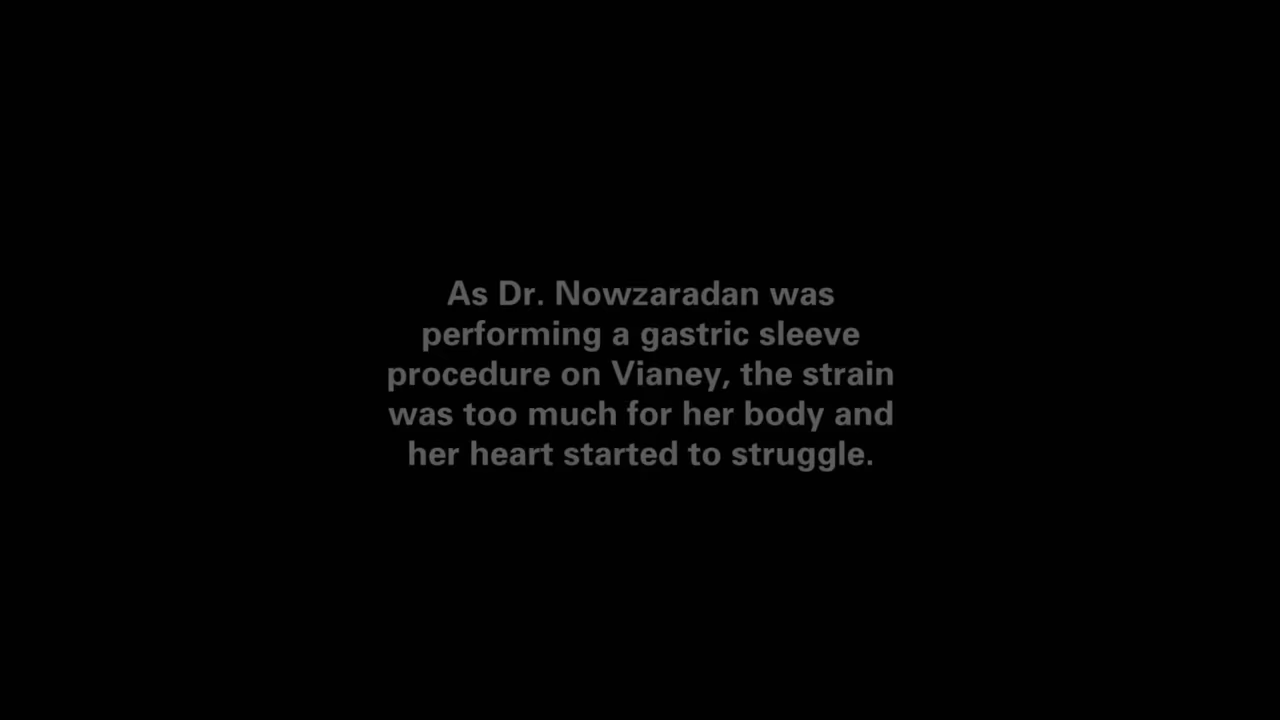 As Dr. Nowzaradan was
performing a gastric sleeve
procedure on Vianey, the strain
was too much for her body and
her heart started to struggle.